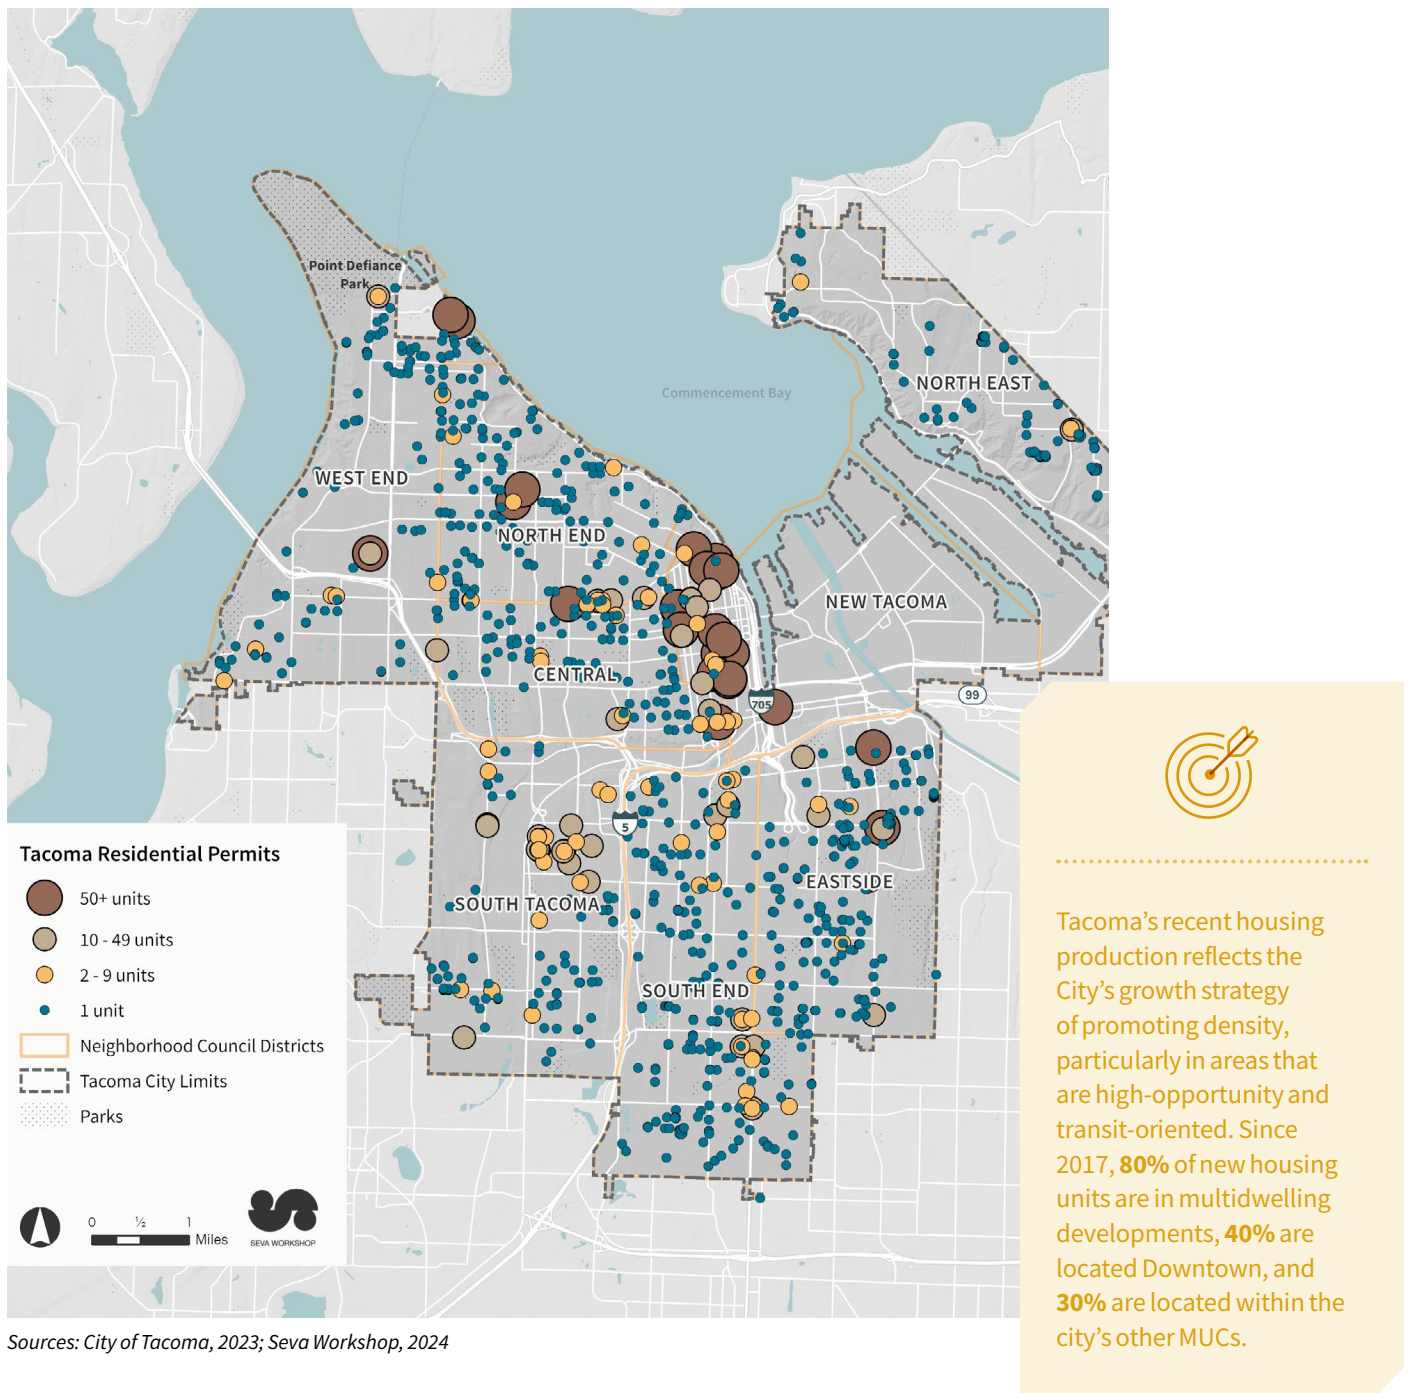 Point Defiance
Park
Commencement Bay
NORTH EAST
WEST END
NORTH END
NEW TACOMA
CENTRAL
705
99
5
EASTSIDE
SOUTH TACOMA
SOUTH END
Tacoma Residential Permits
50+ units
10 - 49 units
2 - 9 units
1 unit
Neighborhood Council Districts
Tacoma City Limits
Parks
0 ½ 1
Miles
SEVA WORKSHOP
Tacoma’s recent housing
production reflects the
City’s growth strategy
of promoting density,
particularly in areas that
are high-opportunity and
transit-oriented. Since
2017, 80% of new housing
units are in multidwelling
developments, 40% are
located Downtown, and
30% are located within the
city’s other MUCs.
Sources: City of Tacoma, 2023; Seva Workshop, 2024